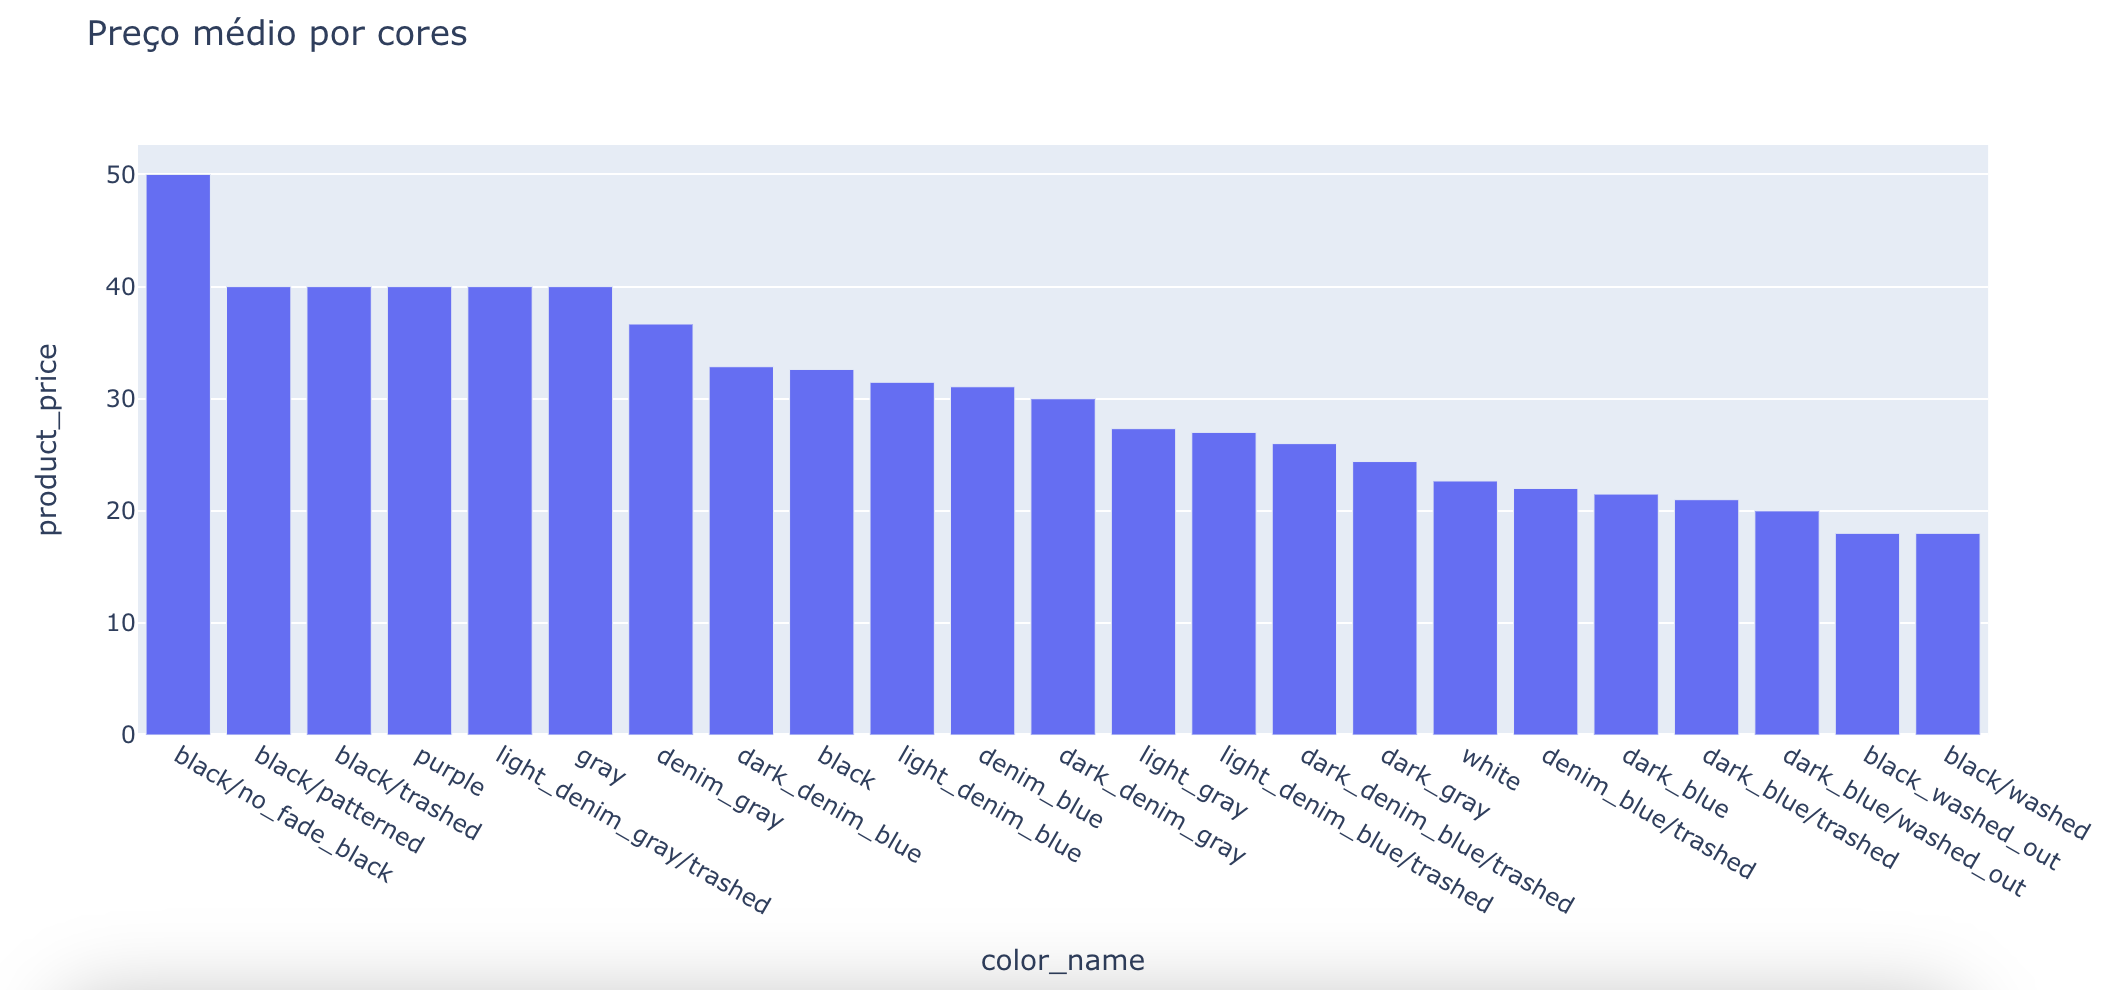 Preço médio por cores
product_price
50
40
30
20
10
0
black/no_fade_black
black/patterned
black/trashed
purple
light_denim_gray/trashed
gray
denim_gray
dark_denim_blue
black
light_denim_blue
denim_blue
dark_denim_gray
light_gray
light_denim_blue/trashed
dark_denim_blue/trashed
dark_gray
white
denim_blue/trashed
dark_blue
dark_blue/trashed
dark_blue/washed_out
black_washed_out
black/washed
color_name